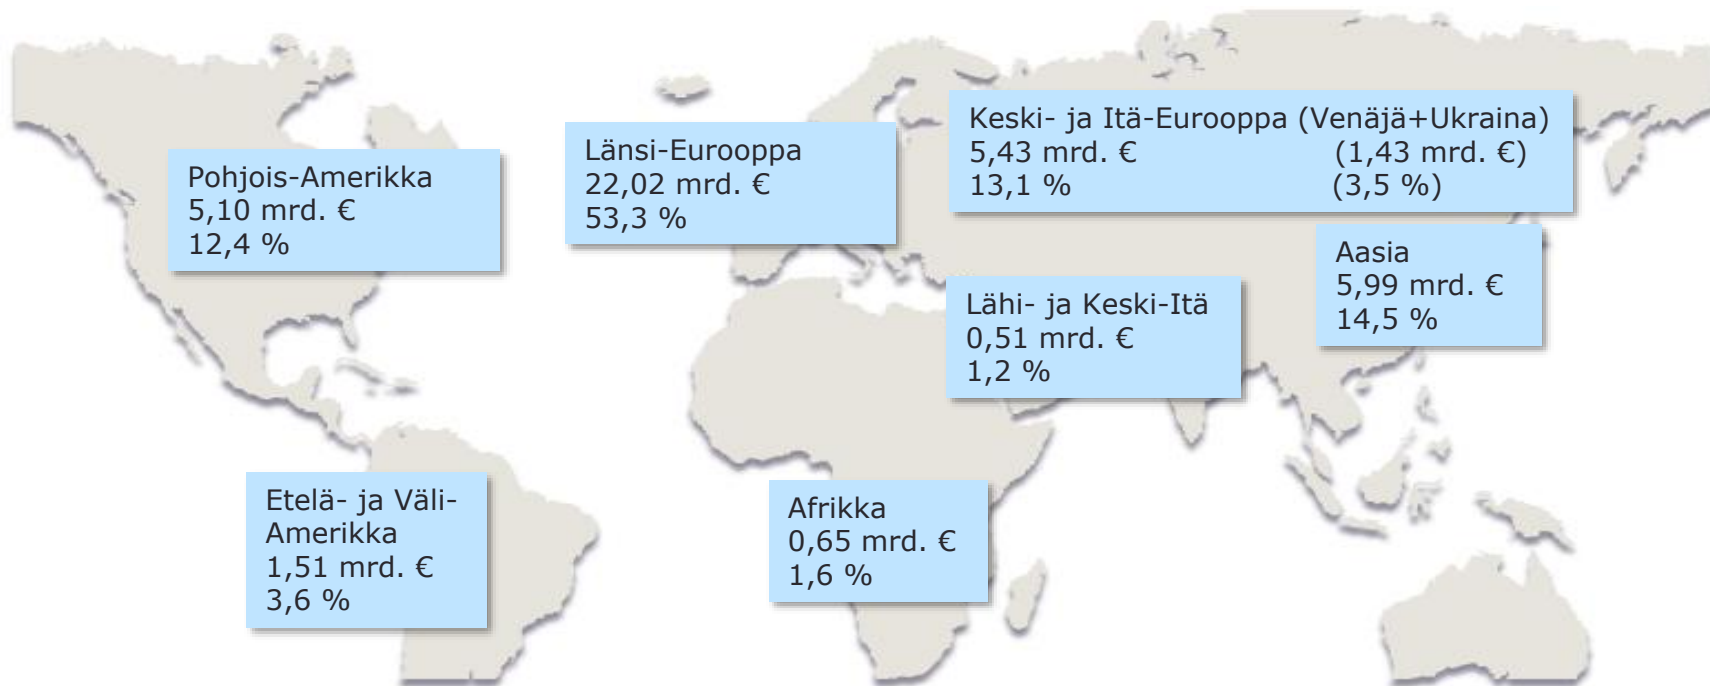 Pohjois-Amerikka
5,10 mrd. €
12,4 %
Länsi-Eurooppa
22,02 mrd. €
53,3 %
Keski- ja Itä-Eurooppa (Venäjä+Ukraina)
5,43 mrd. € (1,43 mrd. €)
13,1 % (3,5 %)
Aasia
5,99 mrd. €
14,5 %
Lähi- ja Keski-Itä
0,51 mrd. €
1,2 %
Etelä- ja Väli-
Amerikka
1,51 mrd. €
3,6 %
Afrikka
0,65 mrd. €
1,6 %